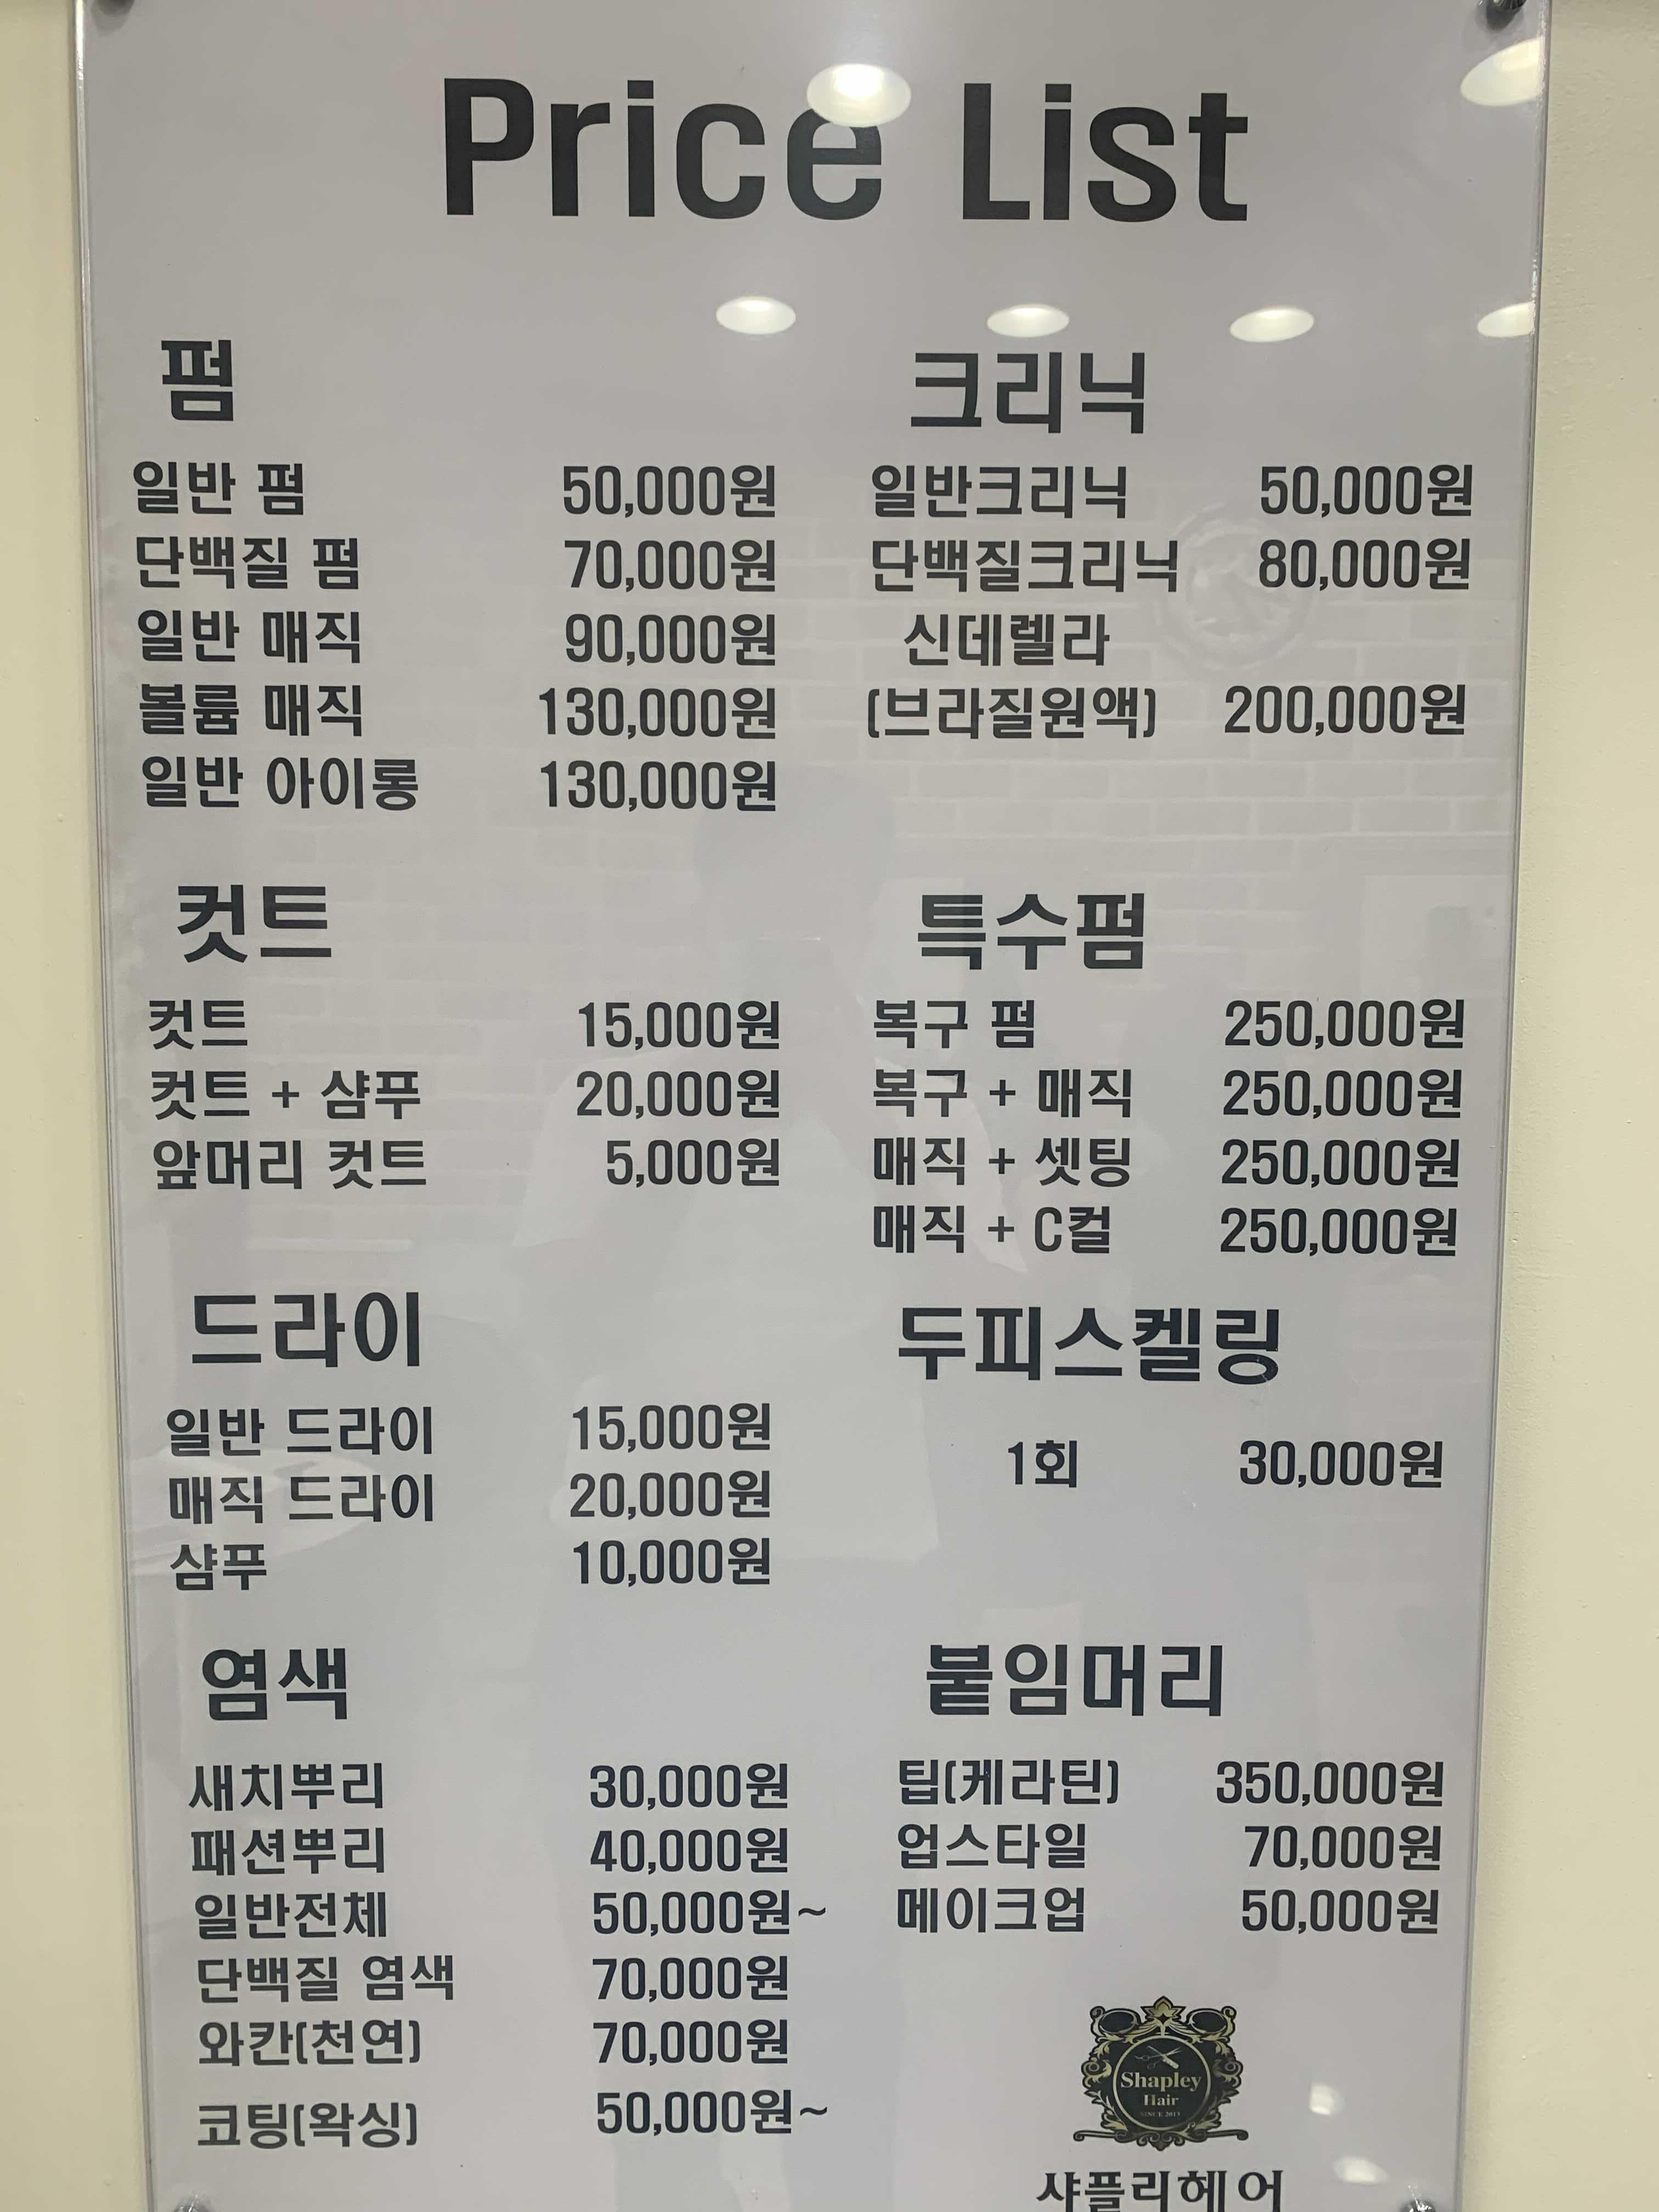 Price List
펌
일반 펌 50,000원
단백질 펌 70,000원
일반 매직 90,000원
볼륨 매직 130,000원
일반 아이롱 130,000원
크리닉
일반크리닉 50,000원
단백질크리닉 80,000원
신데렐라
(브라질원액) 200,000원
컷트
컷트 15,000원
컷트 + 샴푸 20,000원
앞머리 컷트 5,000원
특수펌
복구 펌 250,000원
복구 + 매직 250,000원
매직 + 셋팅 250,000원
매직 + C컬 250,000원
드라이
일반 드라이 15,000원
매직 드라이 20,000원
샴푸 10,000원
두피스켈링
1회 30,000원
염색
새치뿌리 30,000원
패션뿌리 40,000원
일반전체 50,000원~
단백질 염색 70,000원
와칸(천연) 70,000원
코팅(왁싱) 50,000원~
붙임머리
팁(케라틴) 350,000원
업스타일 70,000원
메이크업 50,000원
Shapley
Hair
SINCE 2013
샤플리헤어